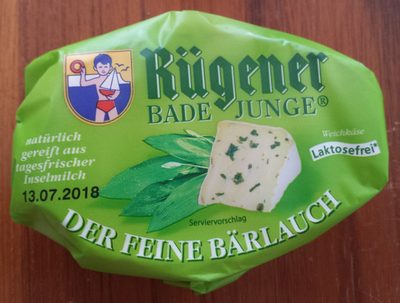 Rügener
BADE JUNGE®
natürlich
gereift aus
tagesfrischer
Inselmilch
13.07.2018
Weichkäse
Laktosefrei*
Serviervorschlag
DER FEINE BÄRLAUCH